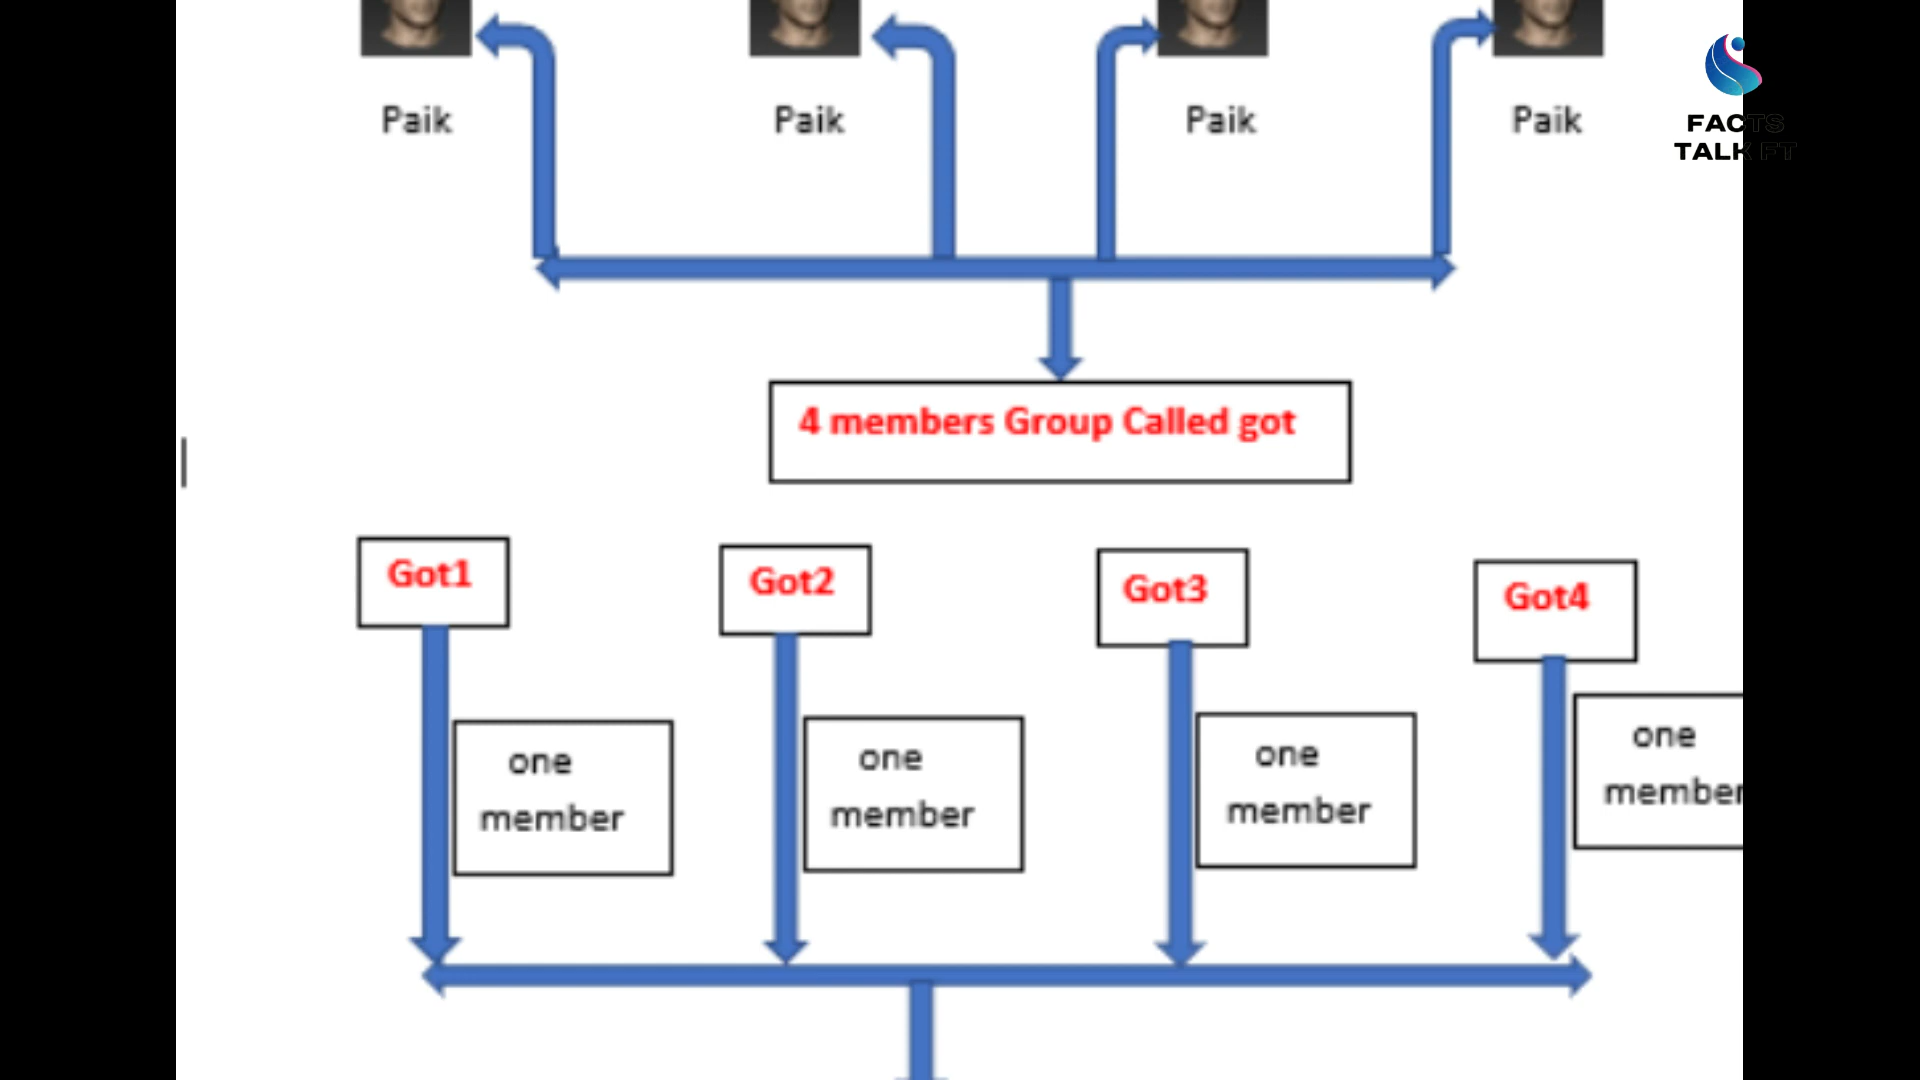 Paik Paik Paik Paik
FACTS
TALK FT
4 members Group Called got
Got1 Got2 Got3 Got4
one
member
one
member
one
member
one
member